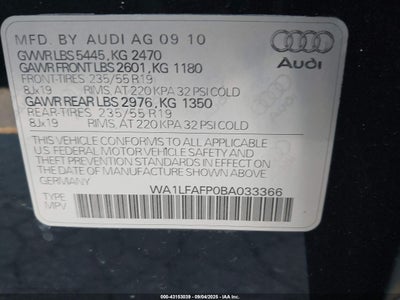 MFD. BY AUDI AG 09 10
GVWR LBS 5445, KG 2470
GAWR FRONT LBS 2601, KG 1180
FRONT-TIRES 235/55 R19
8Jx19 RIMS, AT 220 KPA 32 PSI COLD
GAWR REAR LBS 2976, KG 1350
REAR-TIRES 235/55 R19
8Jx19 RIMS, AT 220 KPA 32 PSI COLD
Audi
THIS VEHICLE CONFORMS TO ALL APPLICABLE
U.S. FEDERAL MOTOR VEHICLE SAFETY AND
THEFT PREVENTION STANDARDS IN EFFECT ON
THE DATE OF MANUFACTURE SHOWN ABOVE.
GERMANY
WA1LFAFP0BA033366
TYPE
MPV
000-43153039 - 09/04/2025 - IAA Inc.